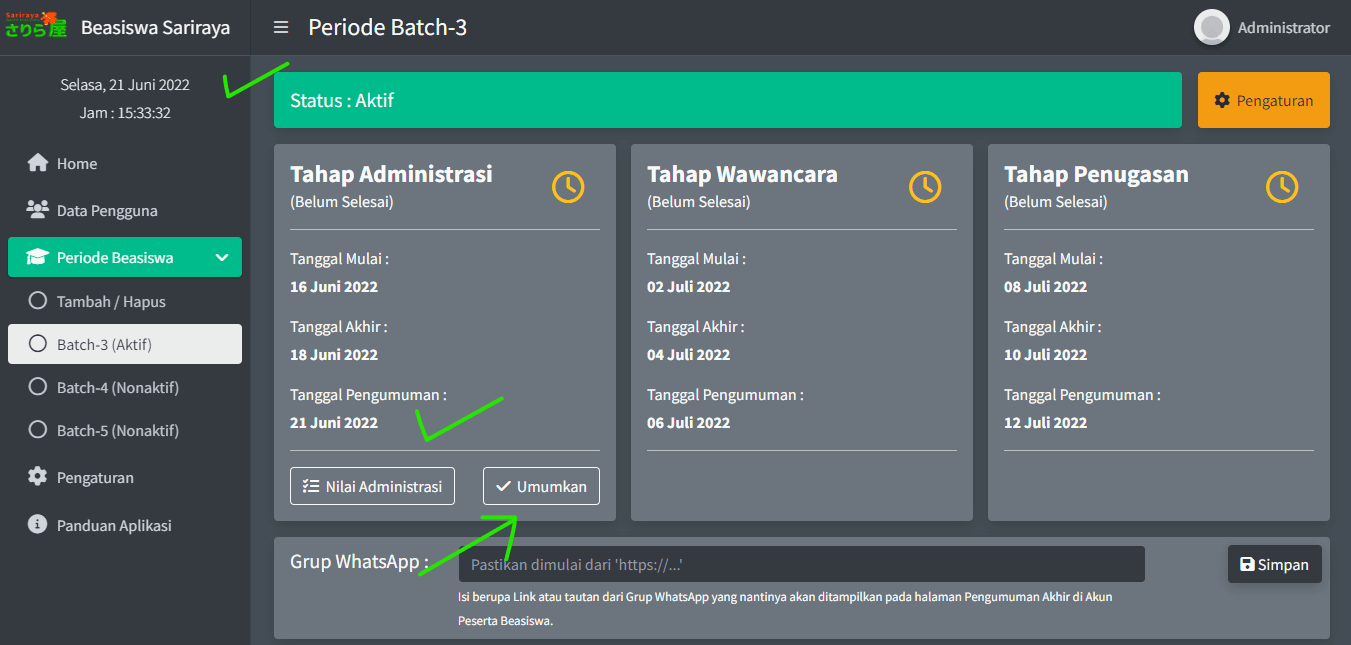 Sariraya
さりら屋
Beasiswa Sariraya
Periode Batch-3
Administrator
Selasa, 21 Juni 2022
Jam : 15:33:32
Home
Data Pengguna
Periode Beasiswa
Tambah / Hapus
Batch-3 (Aktif)
Batch-4 (Nonaktif)
Batch-5 (Nonaktif)
Pengaturan
Panduan Aplikasi
Status : Aktif
Pengaturan
Tahap Administrasi
(Belum Selesai)
Tanggal Mulai :
16 Juni 2022
Tanggal Akhir :
18 Juni 2022
Tanggal Pengumuman :
21 Juni 2022
Nilai Administrasi
Umumkan
Tahap Wawancara
(Belum Selesai)
Tanggal Mulai :
02 Juli 2022
Tanggal Akhir :
04 Juli 2022
Tanggal Pengumuman :
06 Juli 2022
Tahap Penugasan
(Belum Selesai)
Tanggal Mulai :
08 Juli 2022
Tanggal Akhir :
10 Juli 2022
Tanggal Pengumuman :
12 Juli 2022
Grup WhatsApp :
Pastikan dimulai dari 'https://...'
Simpan
Isi berupa Link atau tautan dari Grup WhatsApp yang nantinya akan ditampilkan pada halaman Pengumuman Akhir di Akun
Peserta Beasiswa.